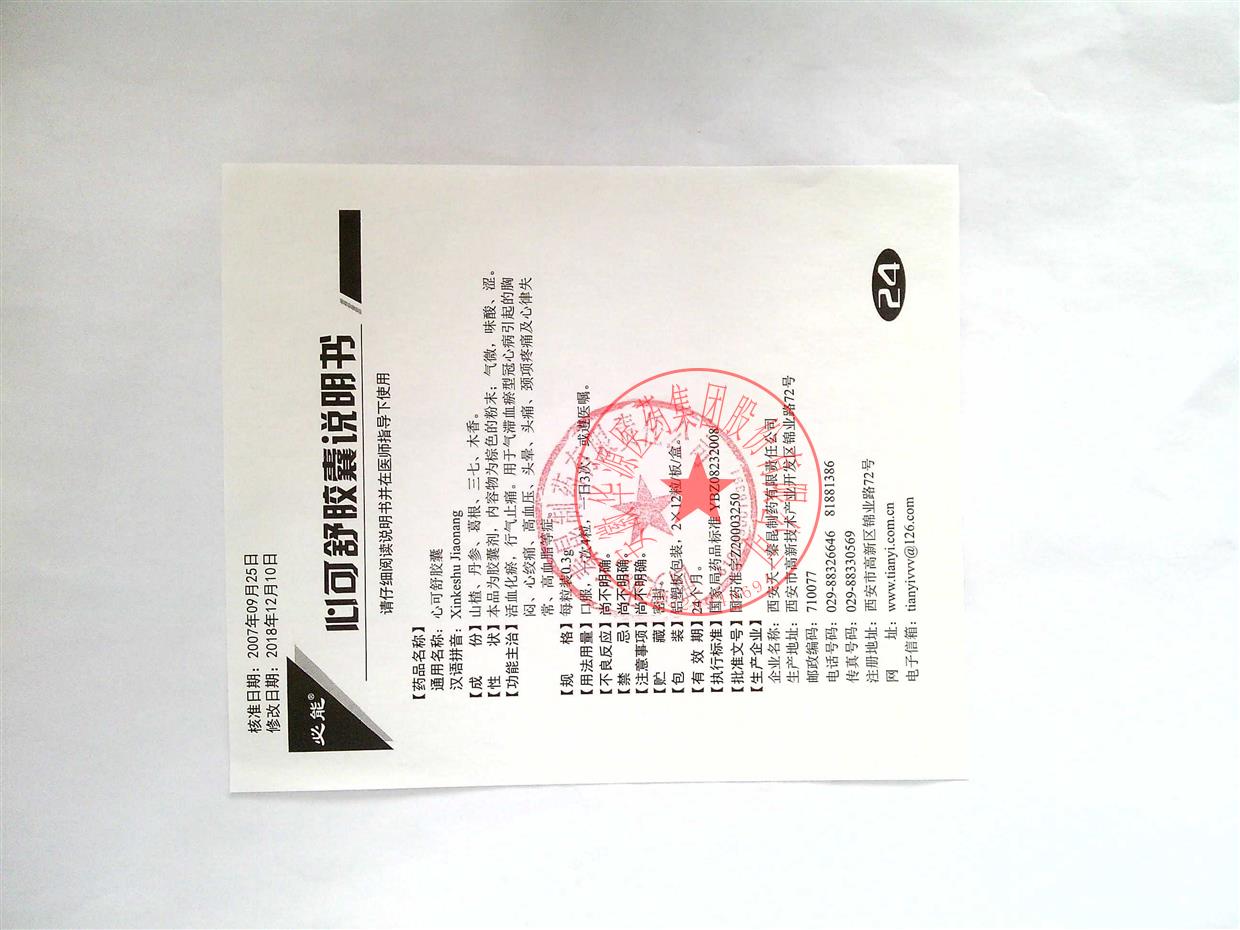 核准日期：2007年09月25日
修改日期：2018年12月10日
必能®
心可舒胶囊说明书
请仔细阅读说明书并在医师指导下使用
【药品名称】
通用名称：心可舒胶囊
汉语拼音：Xinkeshu Jiaonang
【成 份】山楂、丹参、葛根、三七、木香。
【性 状】本品为胶囊剂，内容物为棕色的粉末；气微，味酸、涩。
【功能主治】活血化瘀，行气止痛。用于气滞血瘀型冠心病引起的胸
闷、心绞痛、高血压、头晕、头痛、颈项疼痛及心律失
常、高血脂等症。
【规 格】每粒装0.3g
【用法用量】口服，一次4粒，一日3次；或遵医嘱。
【不良反应】尚不明确。
【禁 忌】尚不明确。
【注意事项】尚不明确。
【贮 藏】密封。
【包 装】铝塑板包装，2×12粒/板/盒。
【有 效 期】24个月。
【执行标准】国家局药品标准 YBZ08232008
【批准文号】国药准字Z20003250
【生产企业】
企业名称：西安天一秦昆制药有限责任公司
生产地址：西安市高新技术产业开发区锦业路72号
邮政编码：710077
电话号码：029-88326646 81881386
传真号码：029-88330569
注册地址：西安市高新区锦业路72号
网 址：www.tianyi.com.cn
电子信箱：tianyivvv@126.com
24
华源医药集团股份